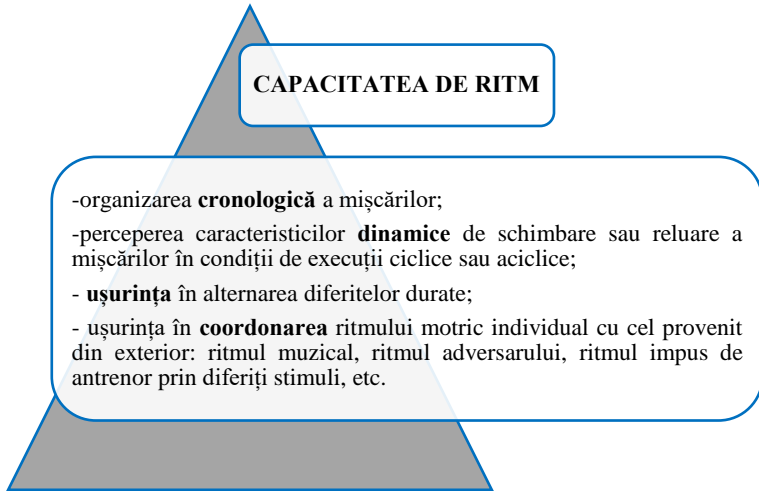 CAPACITATEA DE RITM
-organizarea cronologică a mișcărilor;
-perceperea caracteristicilor dinamice de schimbare sau reluare a
mișcărilor în condiții de execuții ciclice sau aciclice;
- ușurința în alternarea diferitelor durate;
- ușurința în coordonarea ritmului motric individual cu cel provenit
din exterior: ritmul muzical, ritmul adversarului, ritmul impus de
antrenor prin diferiți stimuli, etc.